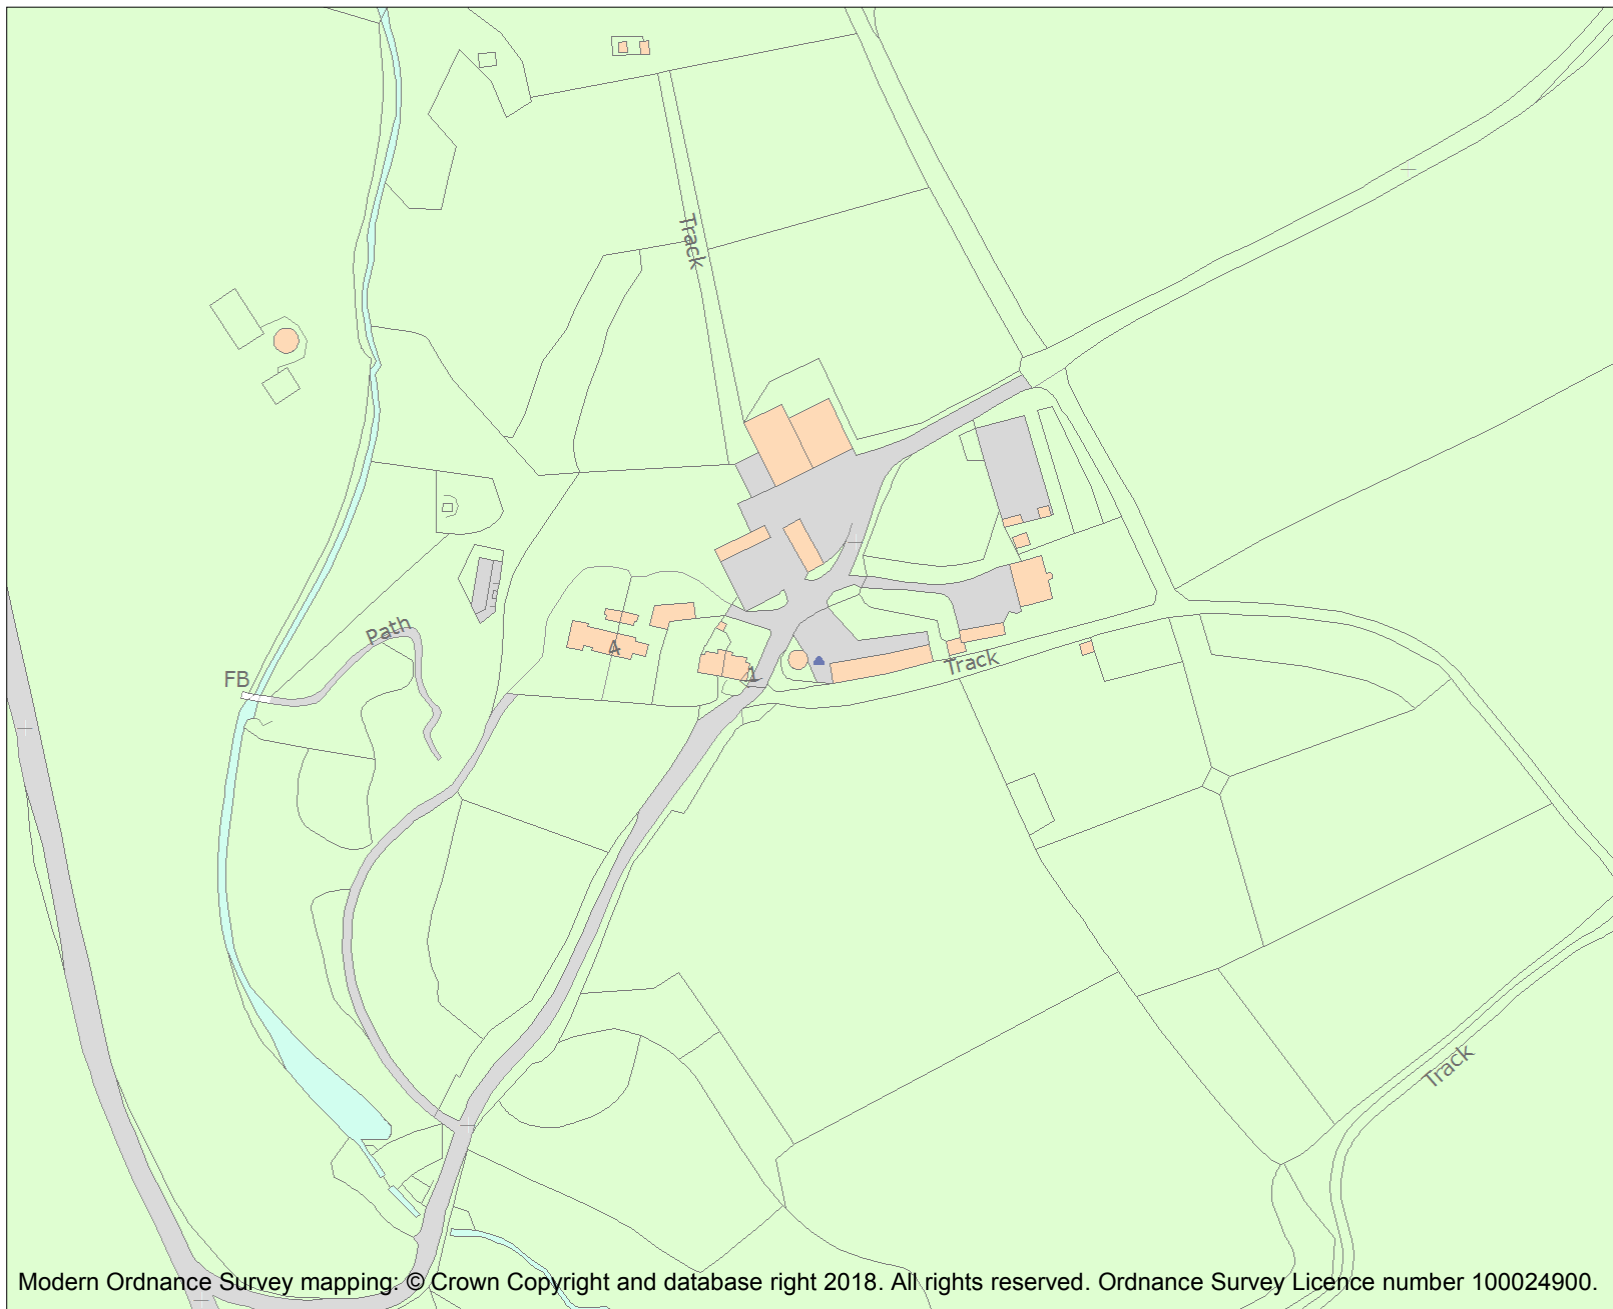 Track
Path
4
1
Track
FB
Track
Modern Ordnance Survey mapping: © Crown Copyright and database right 2018. All rights reserved. Ordnance Survey Licence number 100024900.